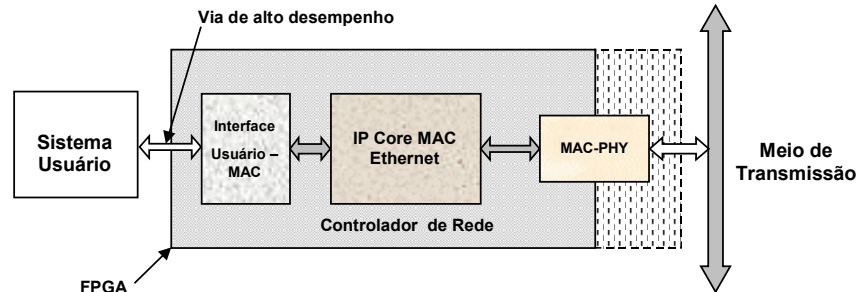 Via de alto desempenho
Sistema
Usuário
Interface
Usuário –
MAC
IP Core MAC
Ethernet
MAC-PHY
Meio de
Transmissão
Controlador de Rede
FPGA